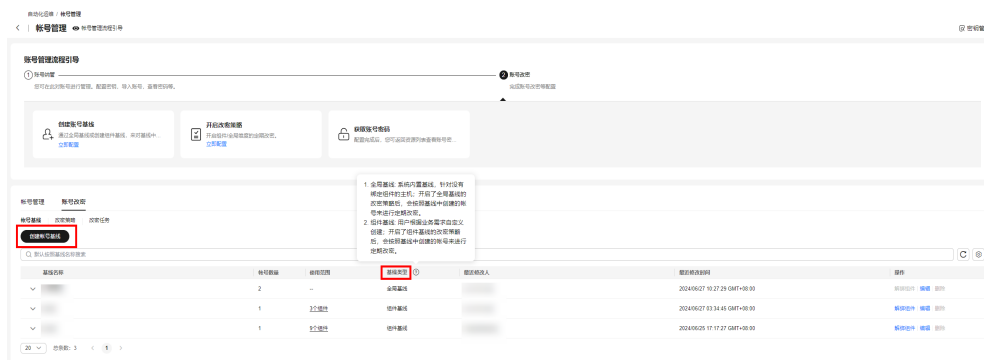 自动化运维 / 帐号管理
帐号管理 帐号管理流程引导
密钥管
账号管理流程引导
1 账号纳管
2 账号改密
您可在此对账号进行管理、配置密钥、导入账号、查看密码等。
完成账号改密等配置
创建账号基线
通过全局基线或创建组件基线，来对基线中...
立即配置
开启改密策略
开启组件/全局维度的定期改密。
立即配置
获取账号密码
配置完成后，您可返回资源列表查看账号密...
1. 全局基线: 系统内置基线，针对没有
绑定组件的主机；开启了全局基线的
改密策略后，会按照基线中创建的帐
号来进行定期改密。
2. 组件基线: 用户根据业务需求自定义
创建；开启了组件基线的改密策略
后，会按照基线中创建的帐号来进行
定期改密。
帐号管理 账号改密
帐号基线 改密策略 改密任务
创建账号基线
默认按照基线名称搜索
基线名称 帐号数量 使用范围 基线类型 最近修改人 最近修改时间 操作
2 -- 全局基线 2024/06/27 10:27:29 GMT+08:00 解绑组件 编辑 删除
1 3个组件 组件基线 2024/06/27 03:34:45 GMT+08:00 解绑组件 编辑 删除
1 9个组件 组件基线 2024/06/25 17:17:27 GMT+08:00 解绑组件 编辑 删除
20 总条数: 3 < 1 >